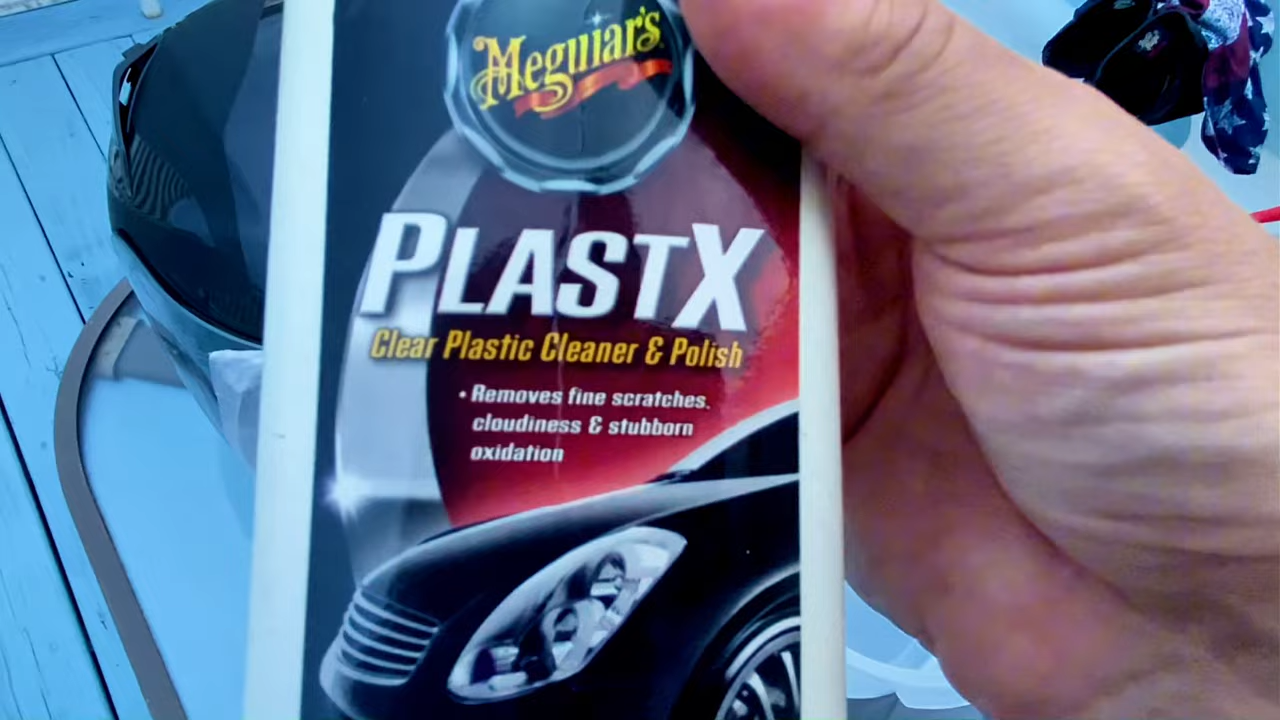 Meguiar's
PLASTX
Clear Plastic Cleaner & Polish
• Removes fine scratches,
cloudiness & stubborn
oxidation